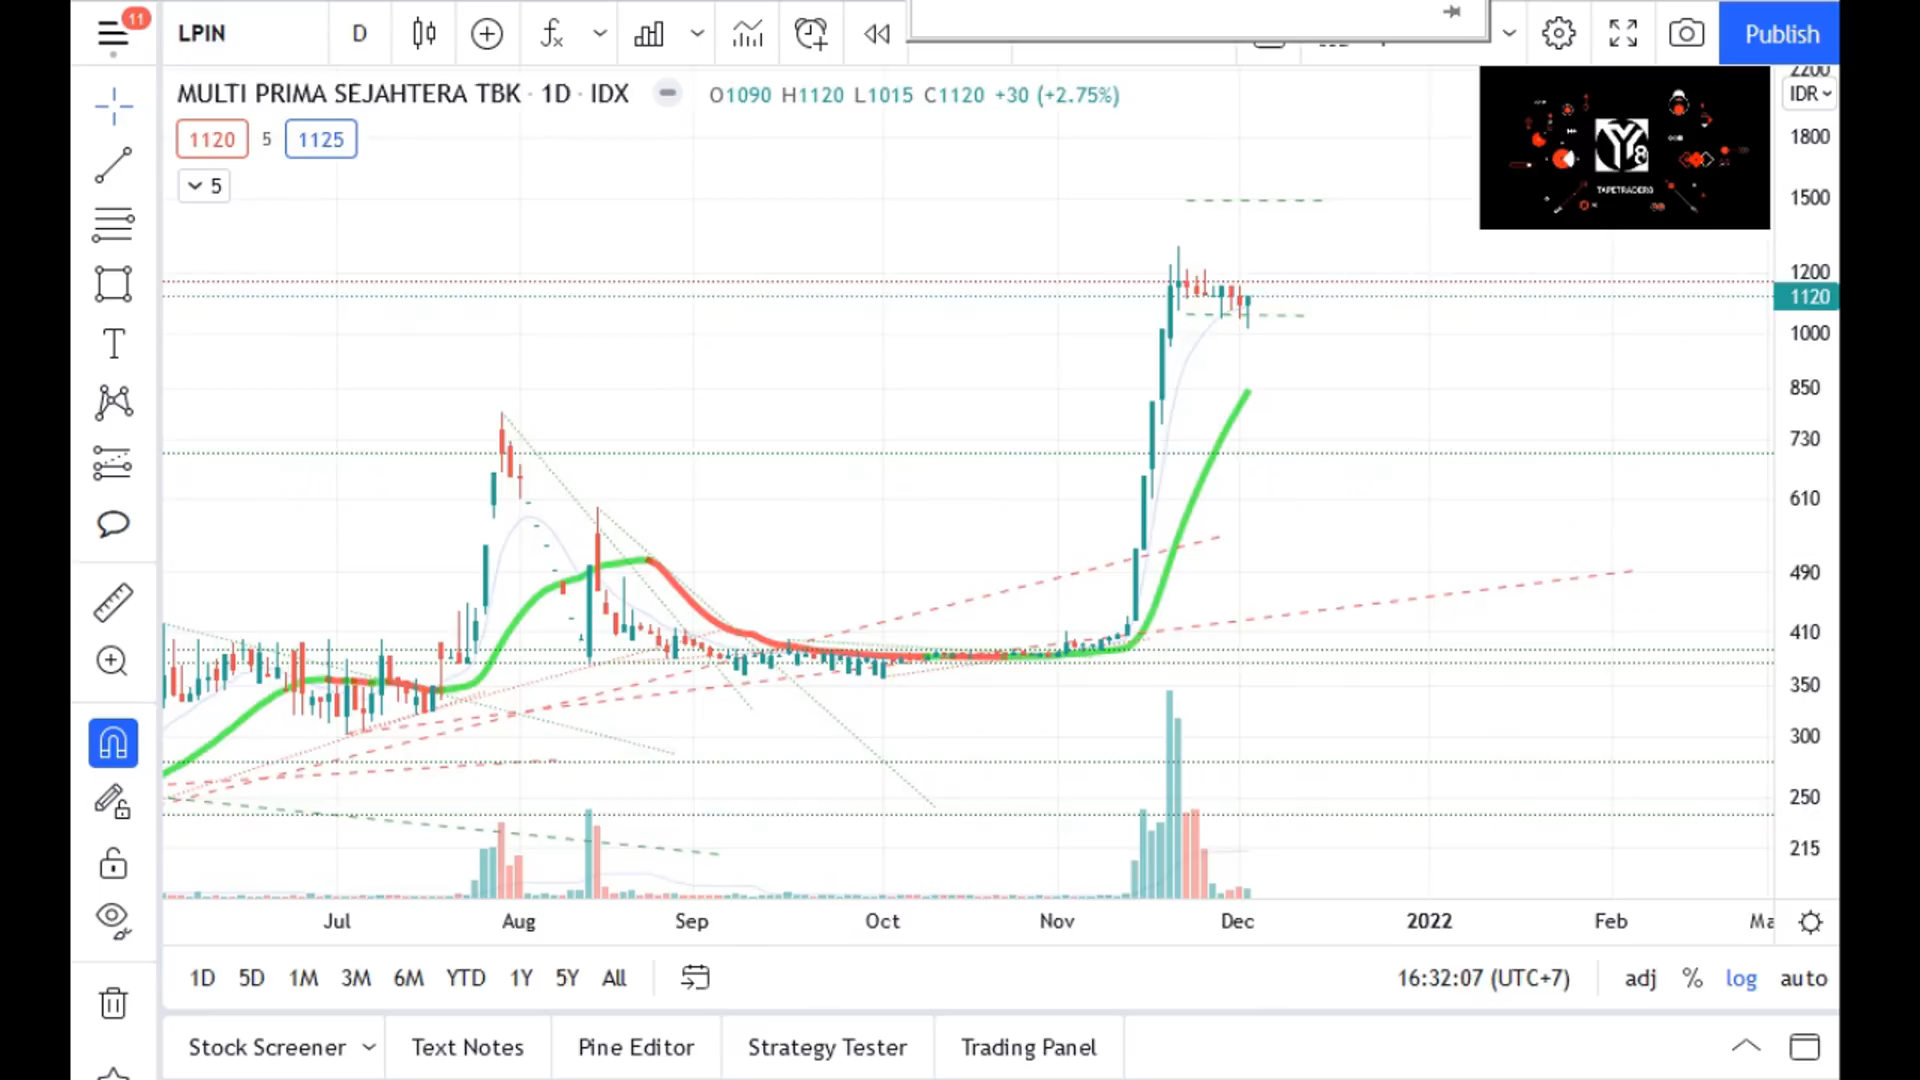 11
LPIN
D
Publish
MULTI PRIMA SEJAHTERA TBK · 1D · IDX
O1090 H1120 L1015 C1120 +30 (+2.75%)
1120 5 1125
5
TAPETRADER8
2200
IDR
1800
1500
1200
1120
1000
850
730
610
490
410
350
300
250
215
Jul Aug Sep Oct Nov Dec 2022 Feb
1D 5D 1M 3M 6M YTD 1Y 5Y All
16:32:07 (UTC+7) adj % log auto
Stock Screener Text Notes Pine Editor Strategy Tester Trading Panel